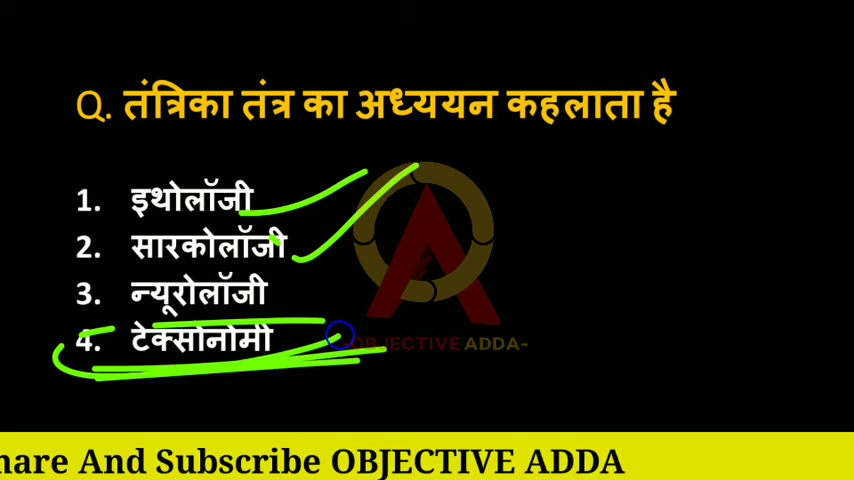 Q. तंत्रिका तंत्र का अध्ययन कहलाता है
1. इथोलॉजी
2. सारकोलॉजी
3. न्यूरोलॉजी
4. टेक्सोनोमी
-OBJECTIVE ADDA-
hare And Subscribe OBJECTIVE ADDA